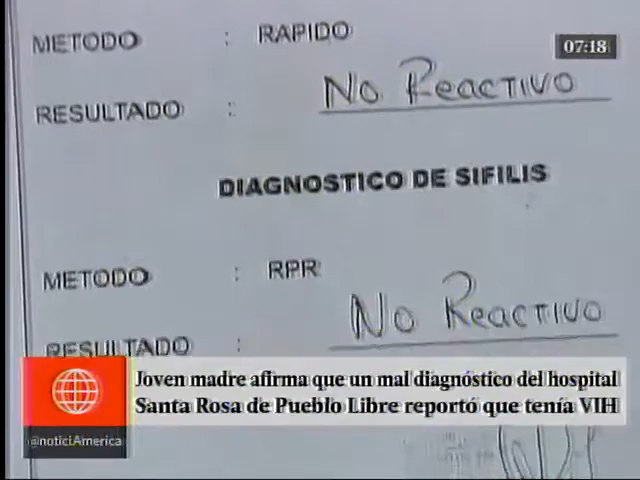 METODO : RAPIDO
07:18
RESULTADO : No Reactivo
DIAGNOSTICO DE SIFILIS
METODO : RPR
RESULTADO : No Reactivo
Joven madre afirma que un mal diagnóstico del hospital
Santa Rosa de Pueblo Libre reportó que tenía VIH
@noticiAmerica